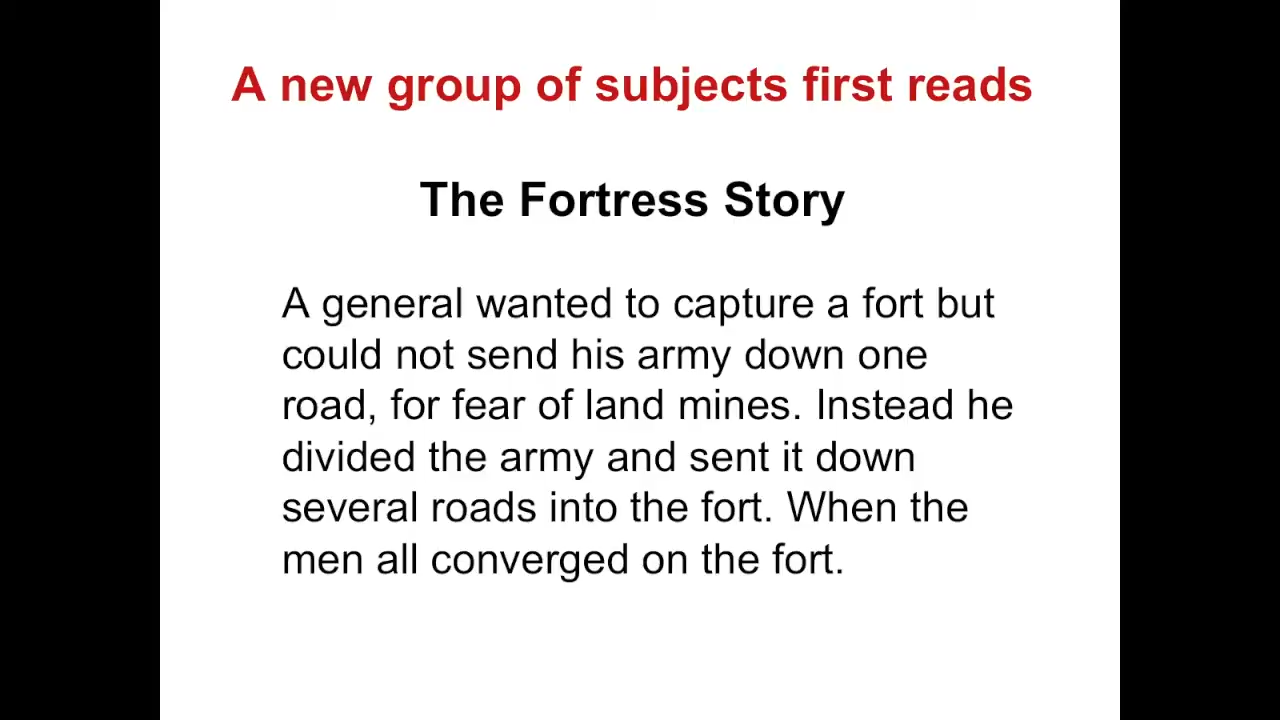 A new group of subjects first reads
The Fortress Story
A general wanted to capture a fort but
could not send his army down one
road, for fear of land mines. Instead he
divided the army and sent it down
several roads into the fort. When the
men all converged on the fort.